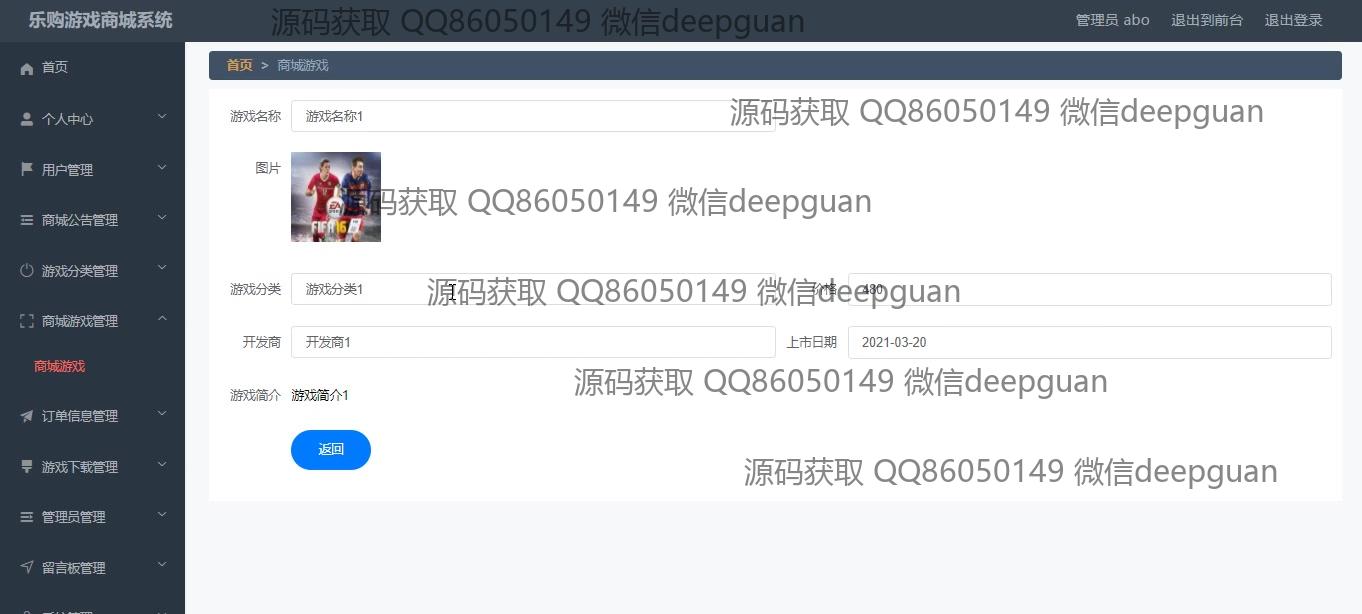 乐购游戏商城系统
源码获取 QQ86050149 微信deepguan
管理员 abo
退出到前台
退出登录
首页
个人中心
用户管理
商城公告管理
游戏分类管理
商城游戏管理
商城游戏
订单信息管理
游戏下载管理
管理员管理
留言板管理
首页 > 商城游戏
游戏名称 游戏名称1
源码获取 QQ86050149 微信deepguan
图片
EA
FIFA 16
源码获取 QQ86050149 微信deepguan
游戏分类 游戏分类1
价格 480
源码获取 QQ86050149 微信deepguan
开发商 开发商1
上市日期 2021-03-20
源码获取 QQ86050149 微信deepguan
游戏简介 游戏简介1
返回
源码获取 QQ86050149 微信deepguan